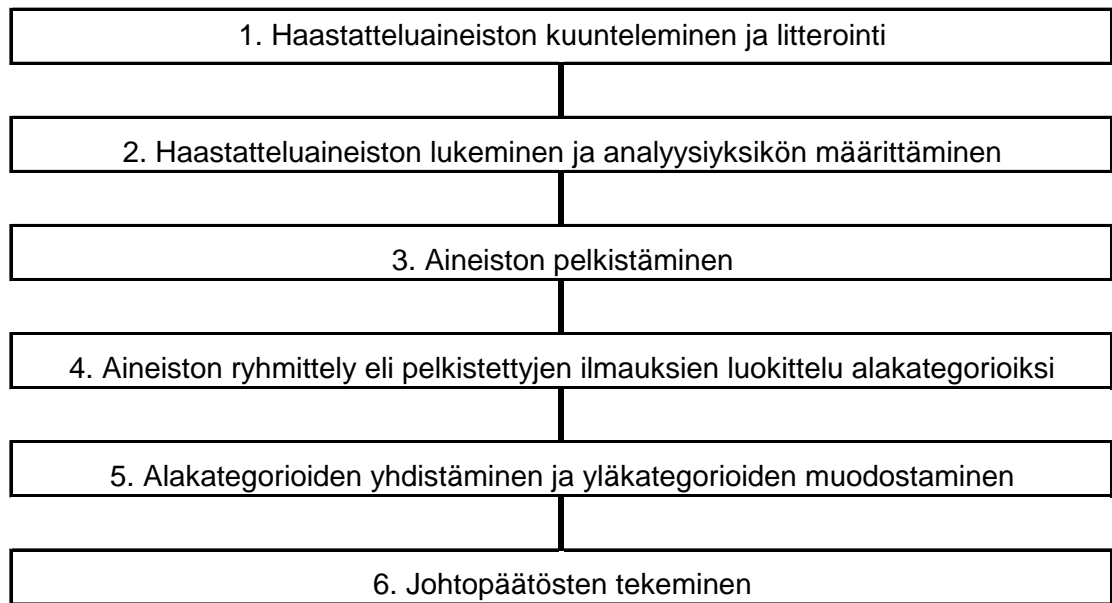 1. Haastatteluaineiston kuunteleminen ja litterointi
2. Haastatteluaineiston lukeminen ja analyysiyksikön määrittäminen
3. Aineiston pelkistäminen
4. Aineiston ryhmittely eli pelkistettyjen ilmauksien luokittelu alakategorioiksi
5. Alakategorioiden yhdistäminen ja yläkategorioiden muodostaminen
6. Johtopäätösten tekeminen